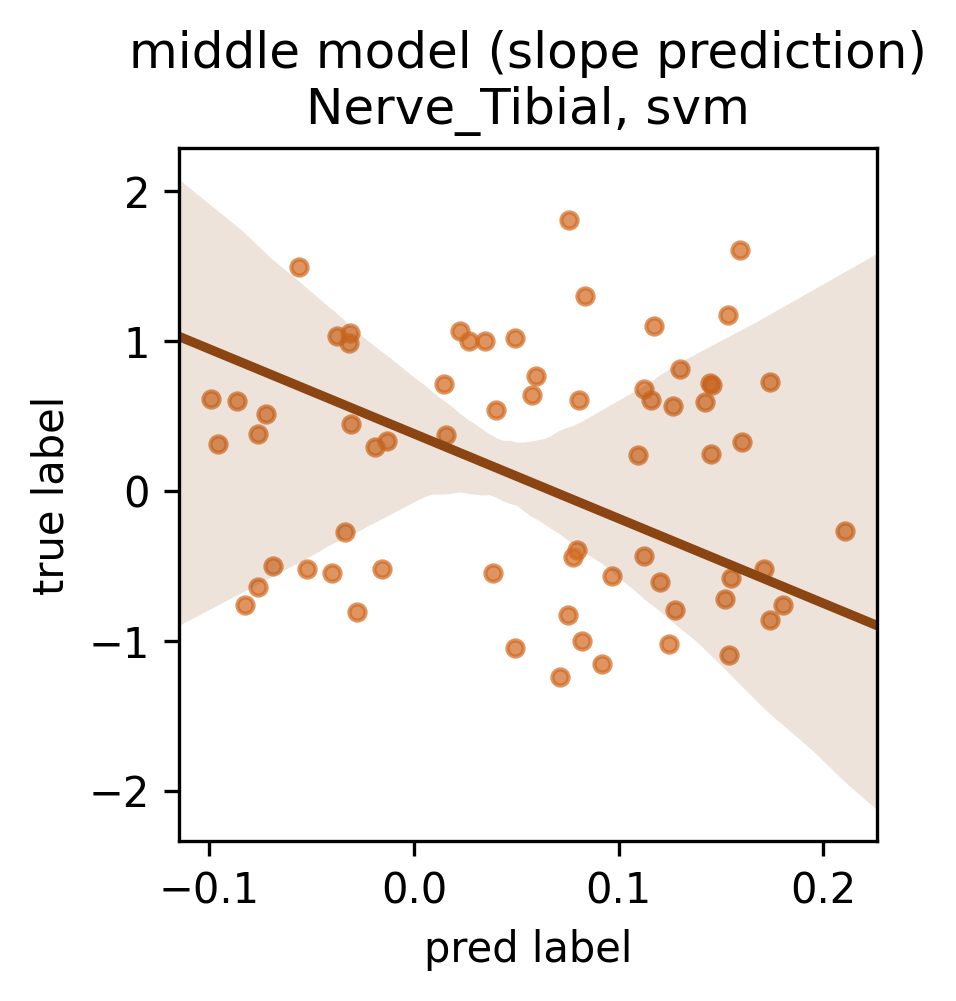 middle model (slope prediction)
Nerve_Tibial, svm
2
1
0
−1
−2
true label
−0.1
0.0
0.1
0.2
pred label